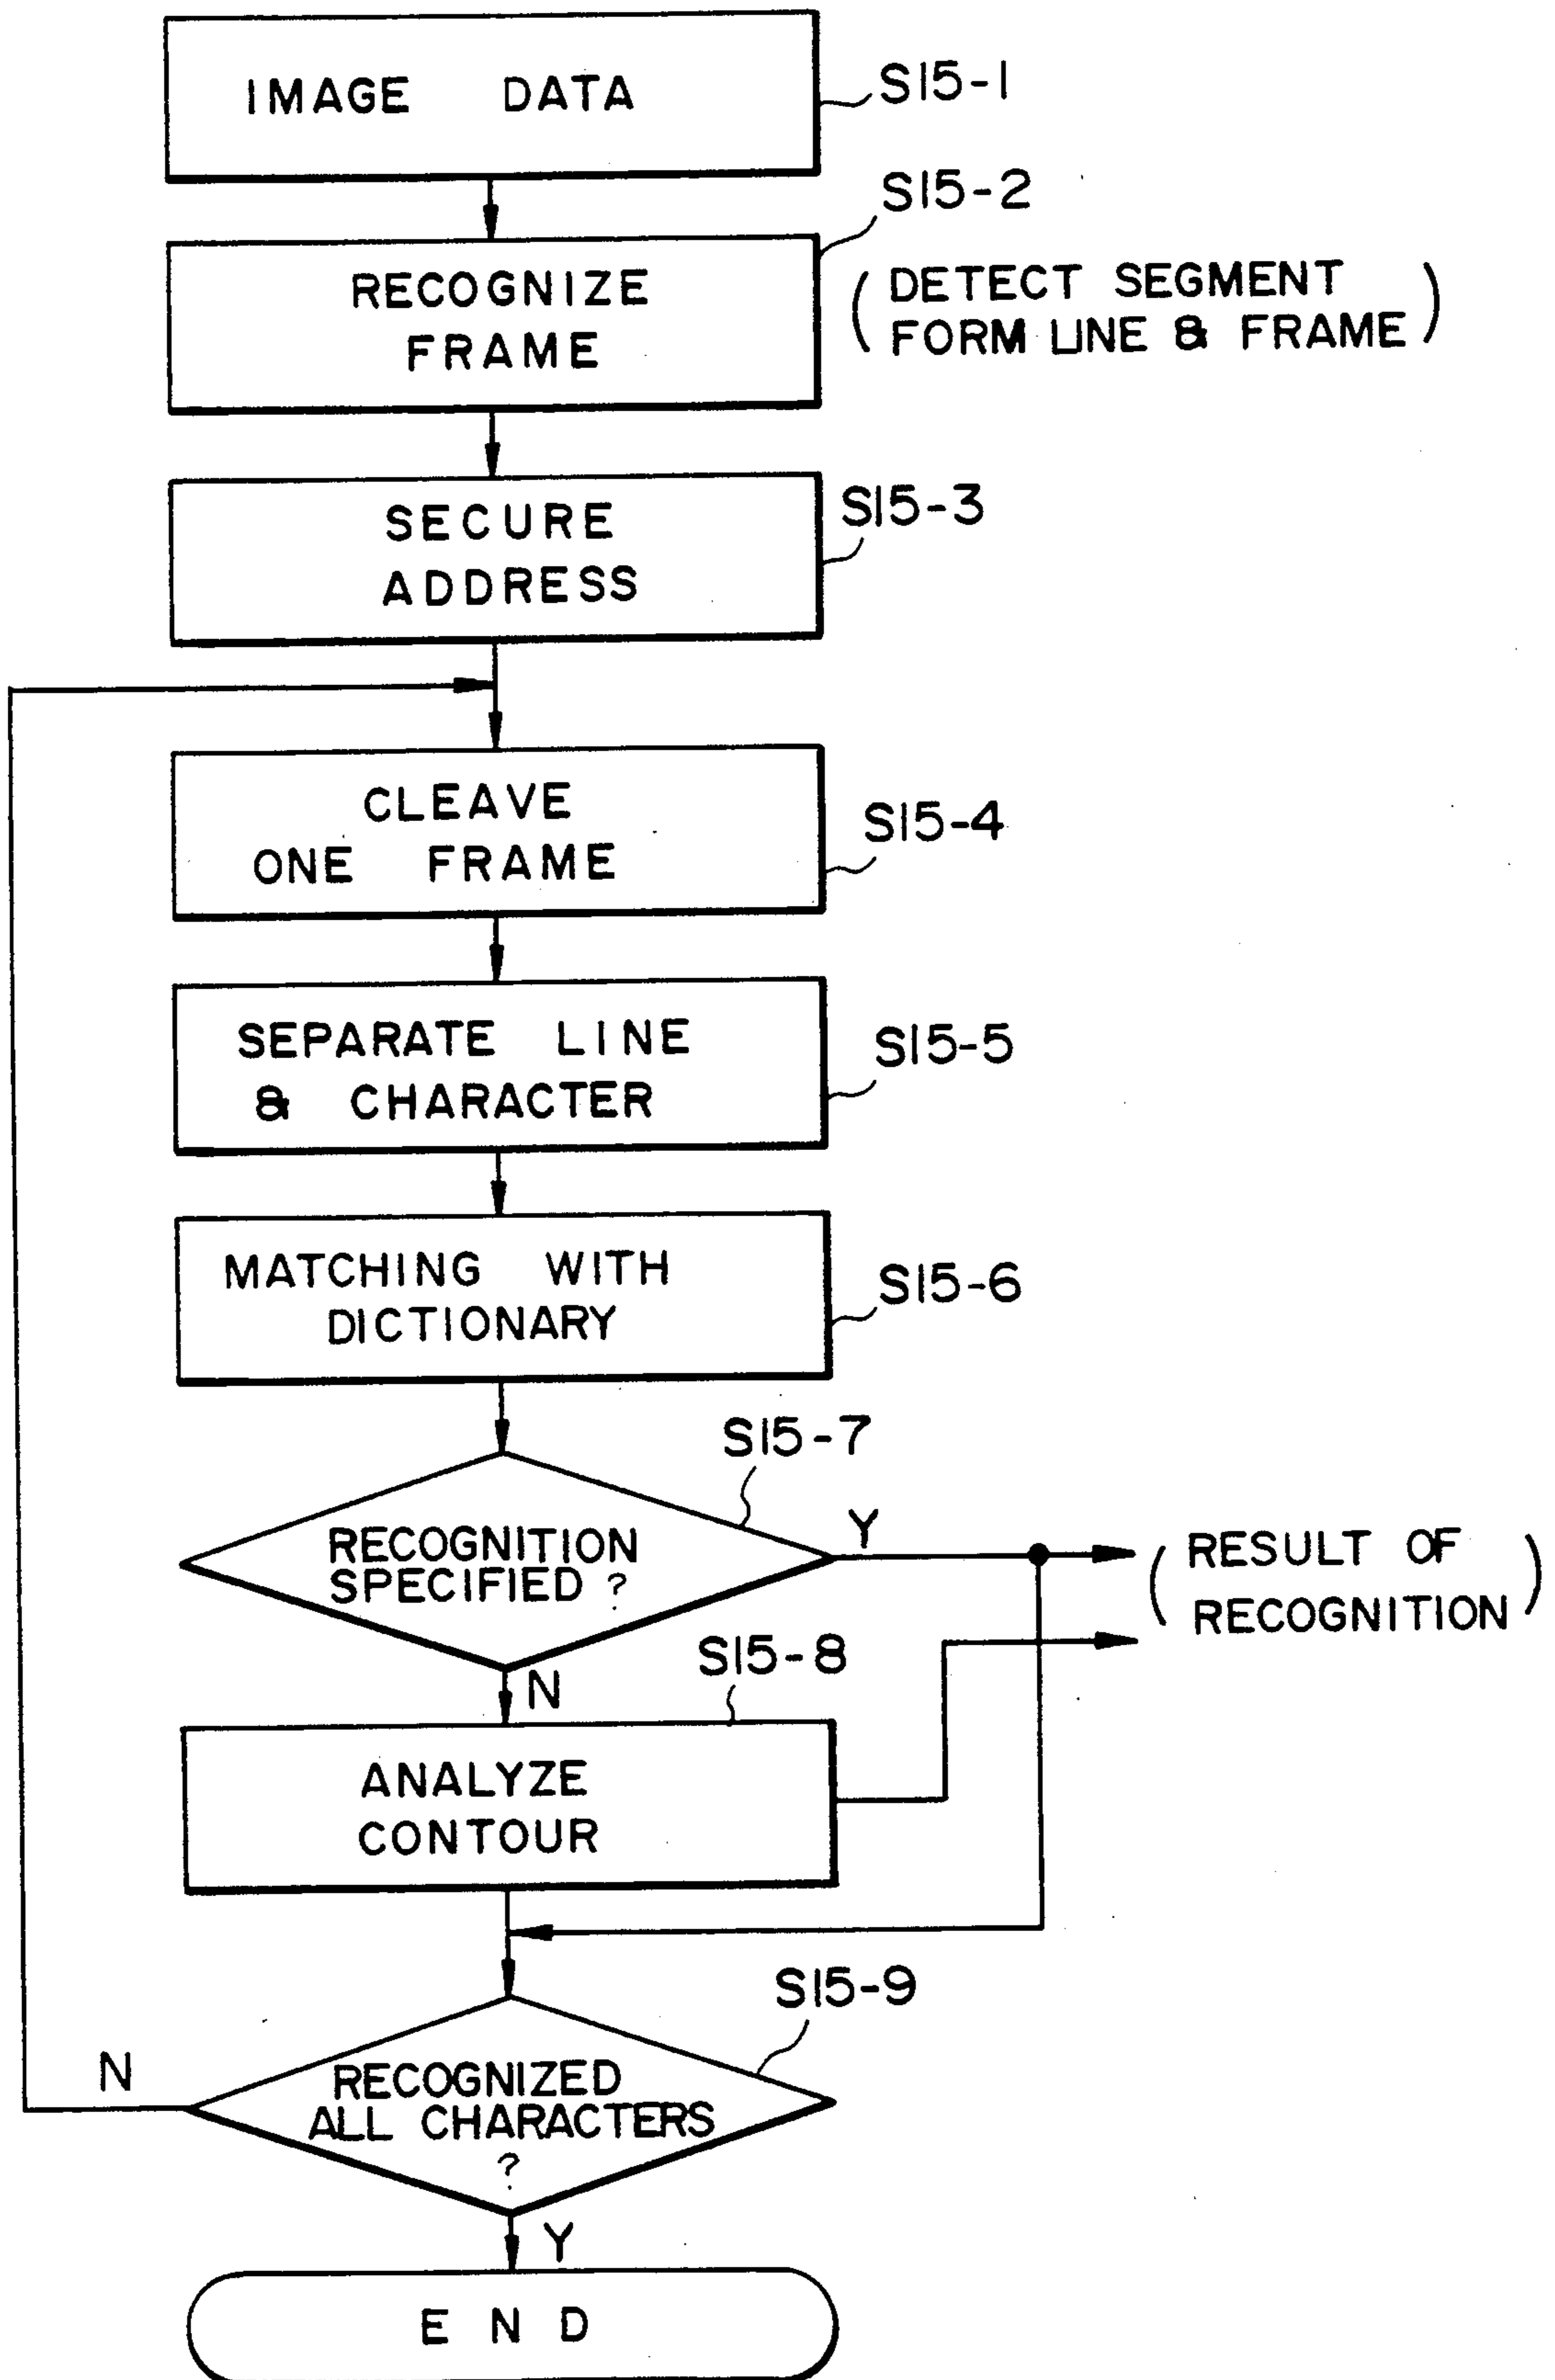 IMAGE DATA
S15-1
S15-2
RECOGNIZE
FRAME
( DETECT SEGMENT
FORM LINE & FRAME )
SECURE
ADDRESS
S15-3
CLEAVE
ONE FRAME
S15-4
SEPARATE LINE
& CHARACTER
S15-5
MATCHING WITH
DICTIONARY
S15-6
S15-7
RECOGNITION
SPECIFIED ?
Y
( RESULT OF
RECOGNITION )
N
S15-8
ANALYZE
CONTOUR
S15-9
N
RECOGNIZED
ALL CHARACTERS
?
Y
END